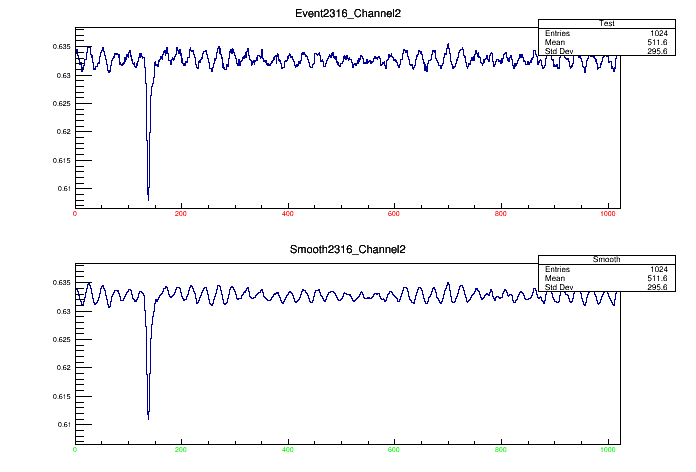 Event2316_Channel2
Test
Entries 1024
Mean 511.6
Std Dev 295.6
0.635
0.63
0.625
0.62
0.615
0.61
0 200 400 600 800 1000
Smooth2316_Channel2
Smooth
Entries 1024
Mean 511.6
Std Dev 295.6
0.635
0.63
0.625
0.62
0.615
0.61
0 200 400 600 800 1000